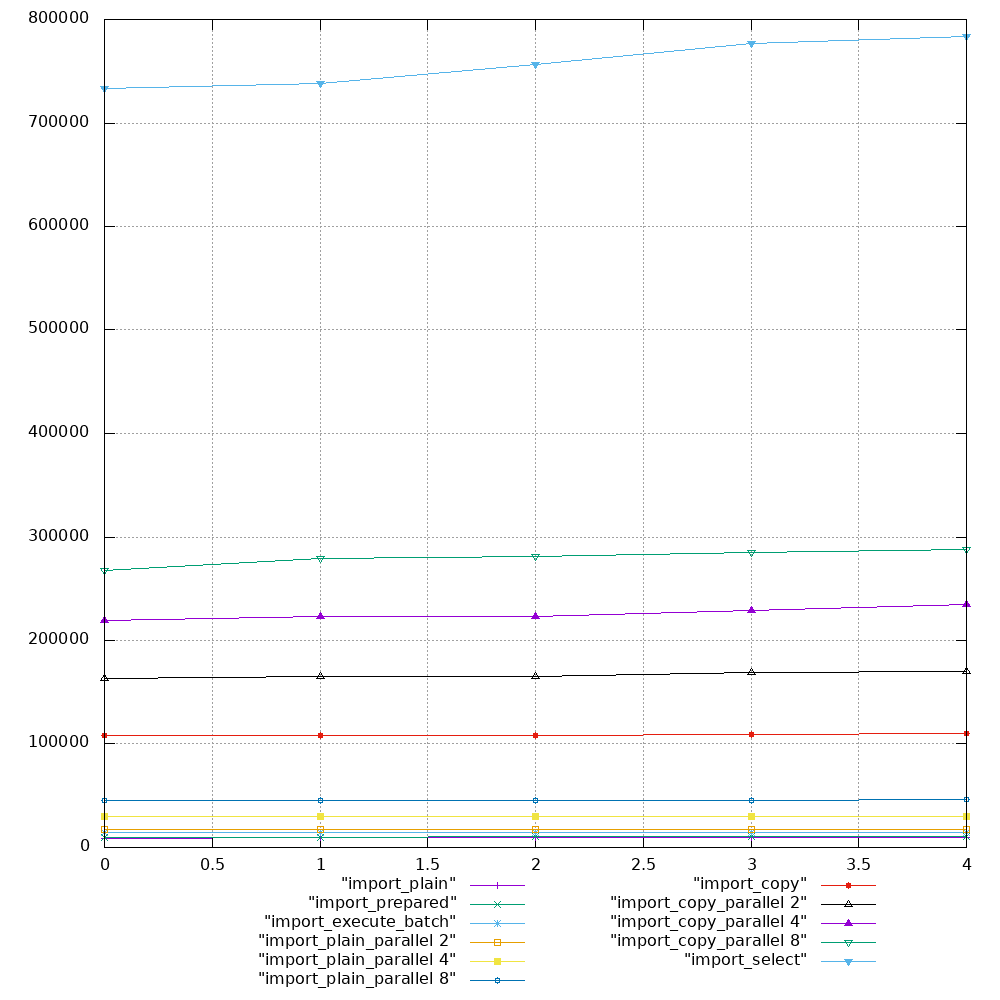 800000
700000
600000
500000
400000
300000
200000
100000
0
0 0.5 1 1.5 2 2.5 3 3.5 4
"import_plain" "import_copy"
"import_prepared" "import_copy_parallel 2"
"import_execute_batch" "import_copy_parallel 4"
"import_plain_parallel 2" "import_copy_parallel 8"
"import_plain_parallel 4" "import_select"
"import_plain_parallel 8"